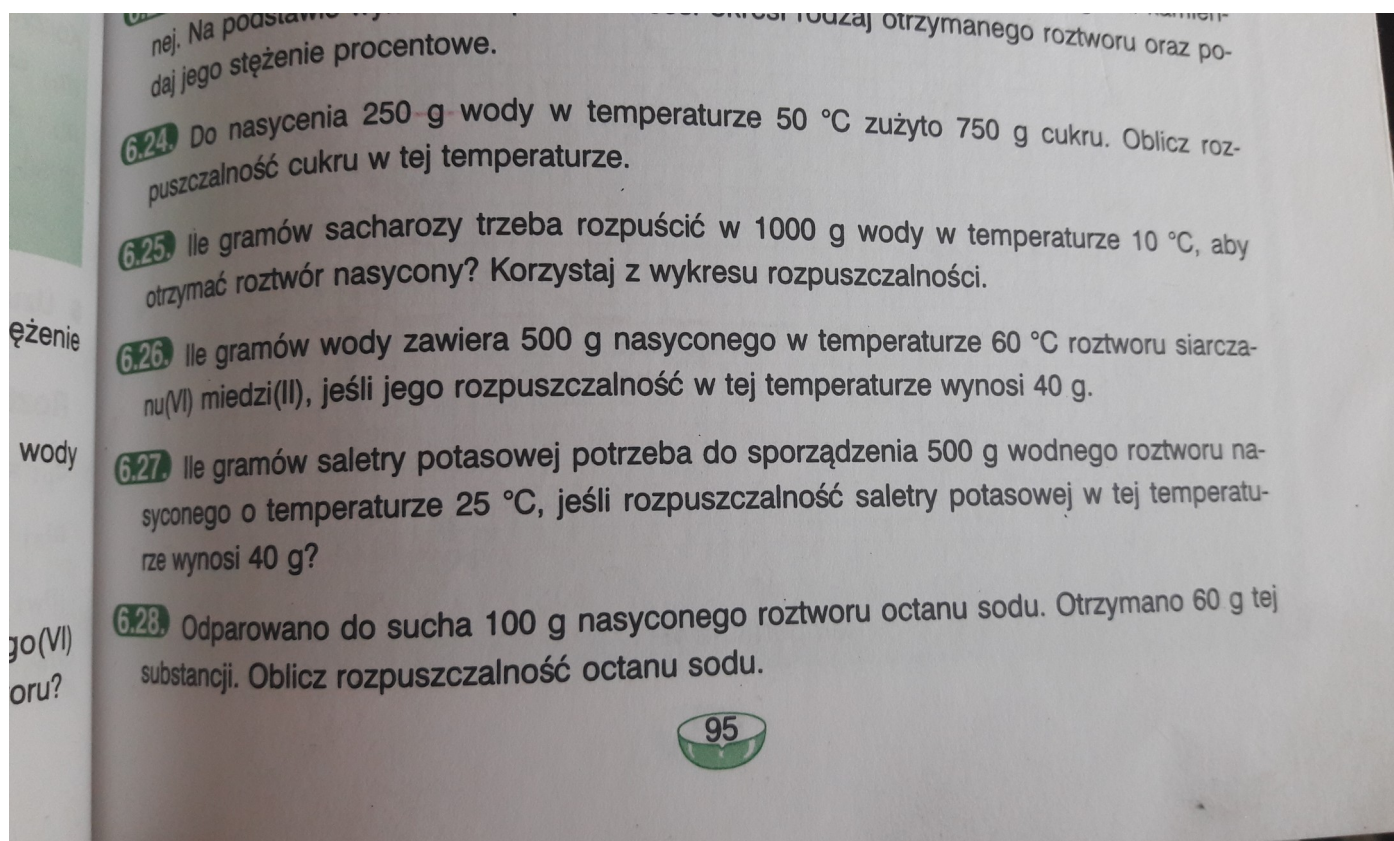 nej. Na podstawie rodzaj otrzymanego roztworu oraz po-
daj jego stężenie procentowe.
6.24. Do nasycenia 250 g wody w temperaturze 50 °C zużyto 750 g cukru. Oblicz roz-
puszczalność cukru w tej temperaturze.
6.25. Ile gramów sacharozy trzeba rozpuścić w 1000 g wody w temperaturze 10 °C, aby
otrzymać roztwór nasycony? Korzystaj z wykresu rozpuszczalności.
ężenie
6.26. Ile gramów wody zawiera 500 g nasyconego w temperaturze 60 °C roztworu siarcza-
nu(VI) miedzi(II), jeśli jego rozpuszczalność w tej temperaturze wynosi 40 g.
wody
6.27. Ile gramów saletry potasowej potrzeba do sporządzenia 500 g wodnego roztworu na-
syconego o temperaturze 25 °C, jeśli rozpuszczalność saletry potasowej w tej temperatu-
rze wynosi 40 g?
go(VI)
oru?
6.28. Odparowano do sucha 100 g nasyconego roztworu octanu sodu. Otrzymano 60 g tej
substancji. Oblicz rozpuszczalność octanu sodu.
95